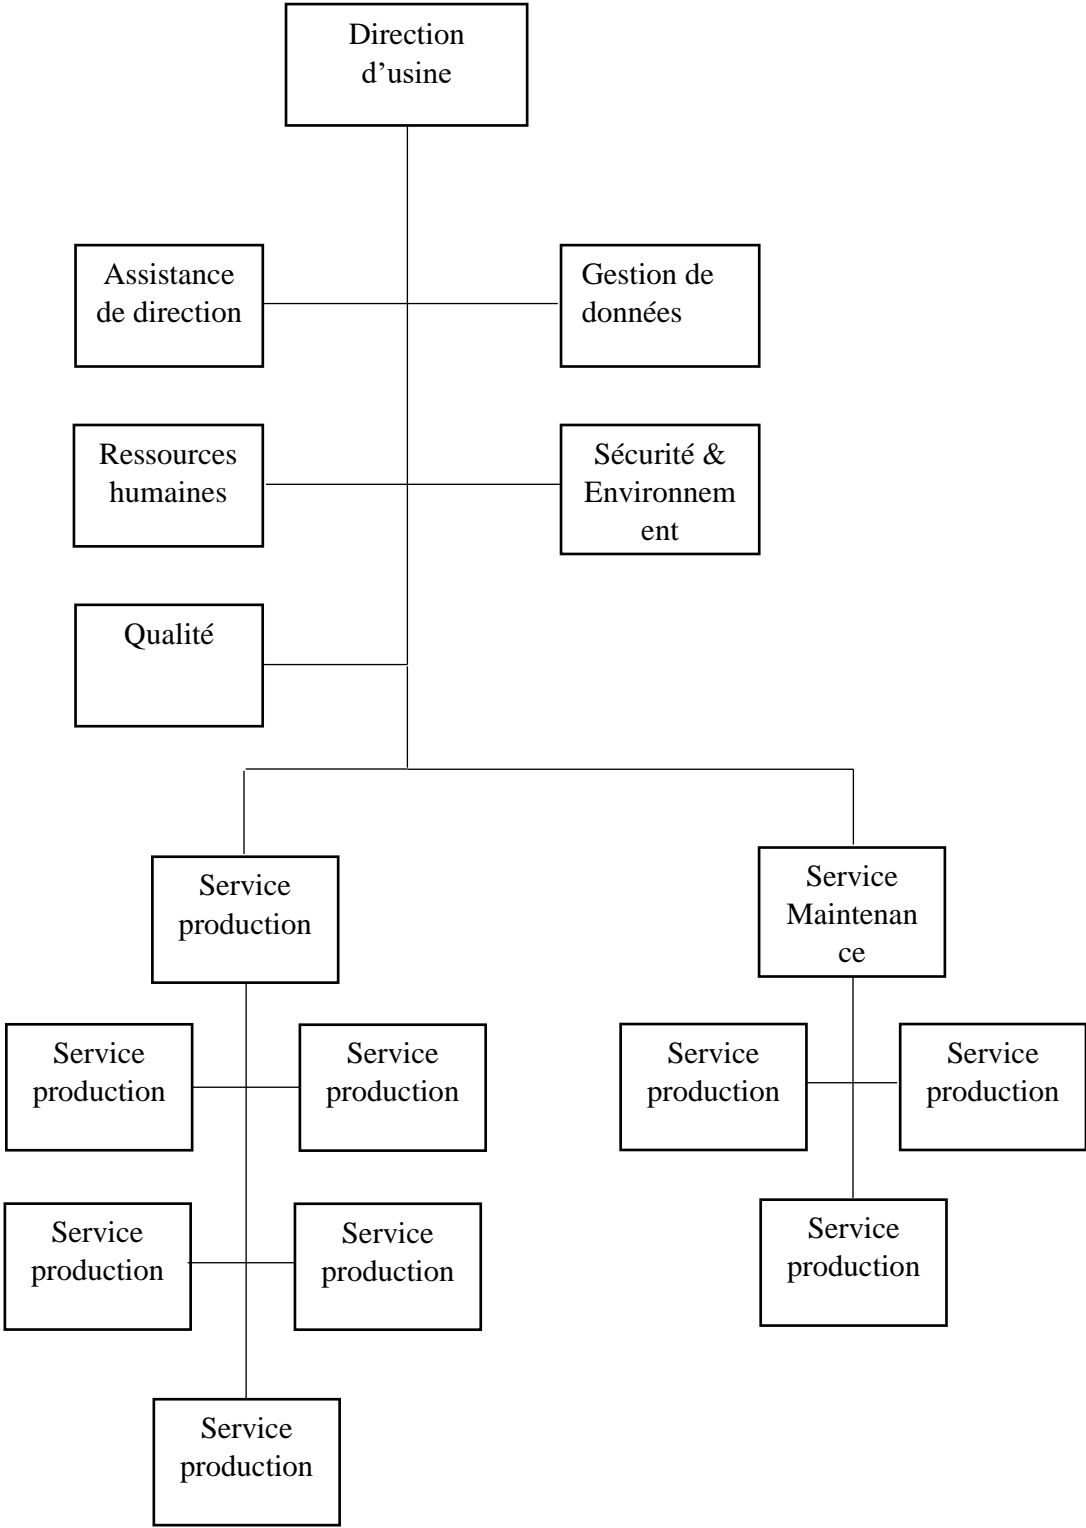 Direction
d’usine
Assistance
de direction
Gestion de
données
Ressources
humaines
Sécurité &
Environnem
ent
Qualité
Service
production
Service
Maintenan
ce
Service
production
Service
production
Service
production
Service
production
Service
production
Service
production
Service
production
Service
production